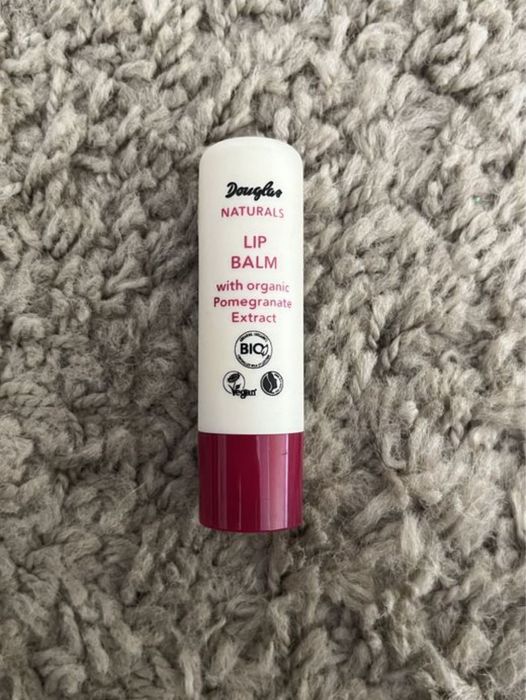 Douglas
NATURALS
LIP
BALM
with organic
Pomegranate
Extract
BIO
Vegan